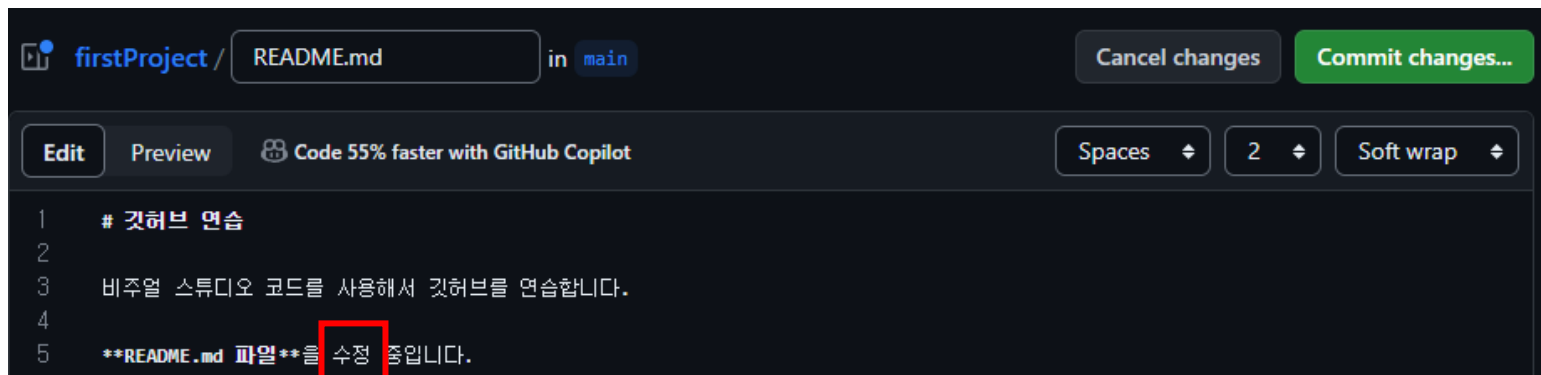 firstProject / README.md in main Cancel changes Commit changes...
Edit Preview Code 55% faster with GitHub Copilot Spaces 2 Soft wrap
1 # 깃허브 연습
2
3 비주얼 스튜디오 코드를 사용해서 깃허브를 연습합니다.
4
5 **README.md 파일**을 수정 중입니다.